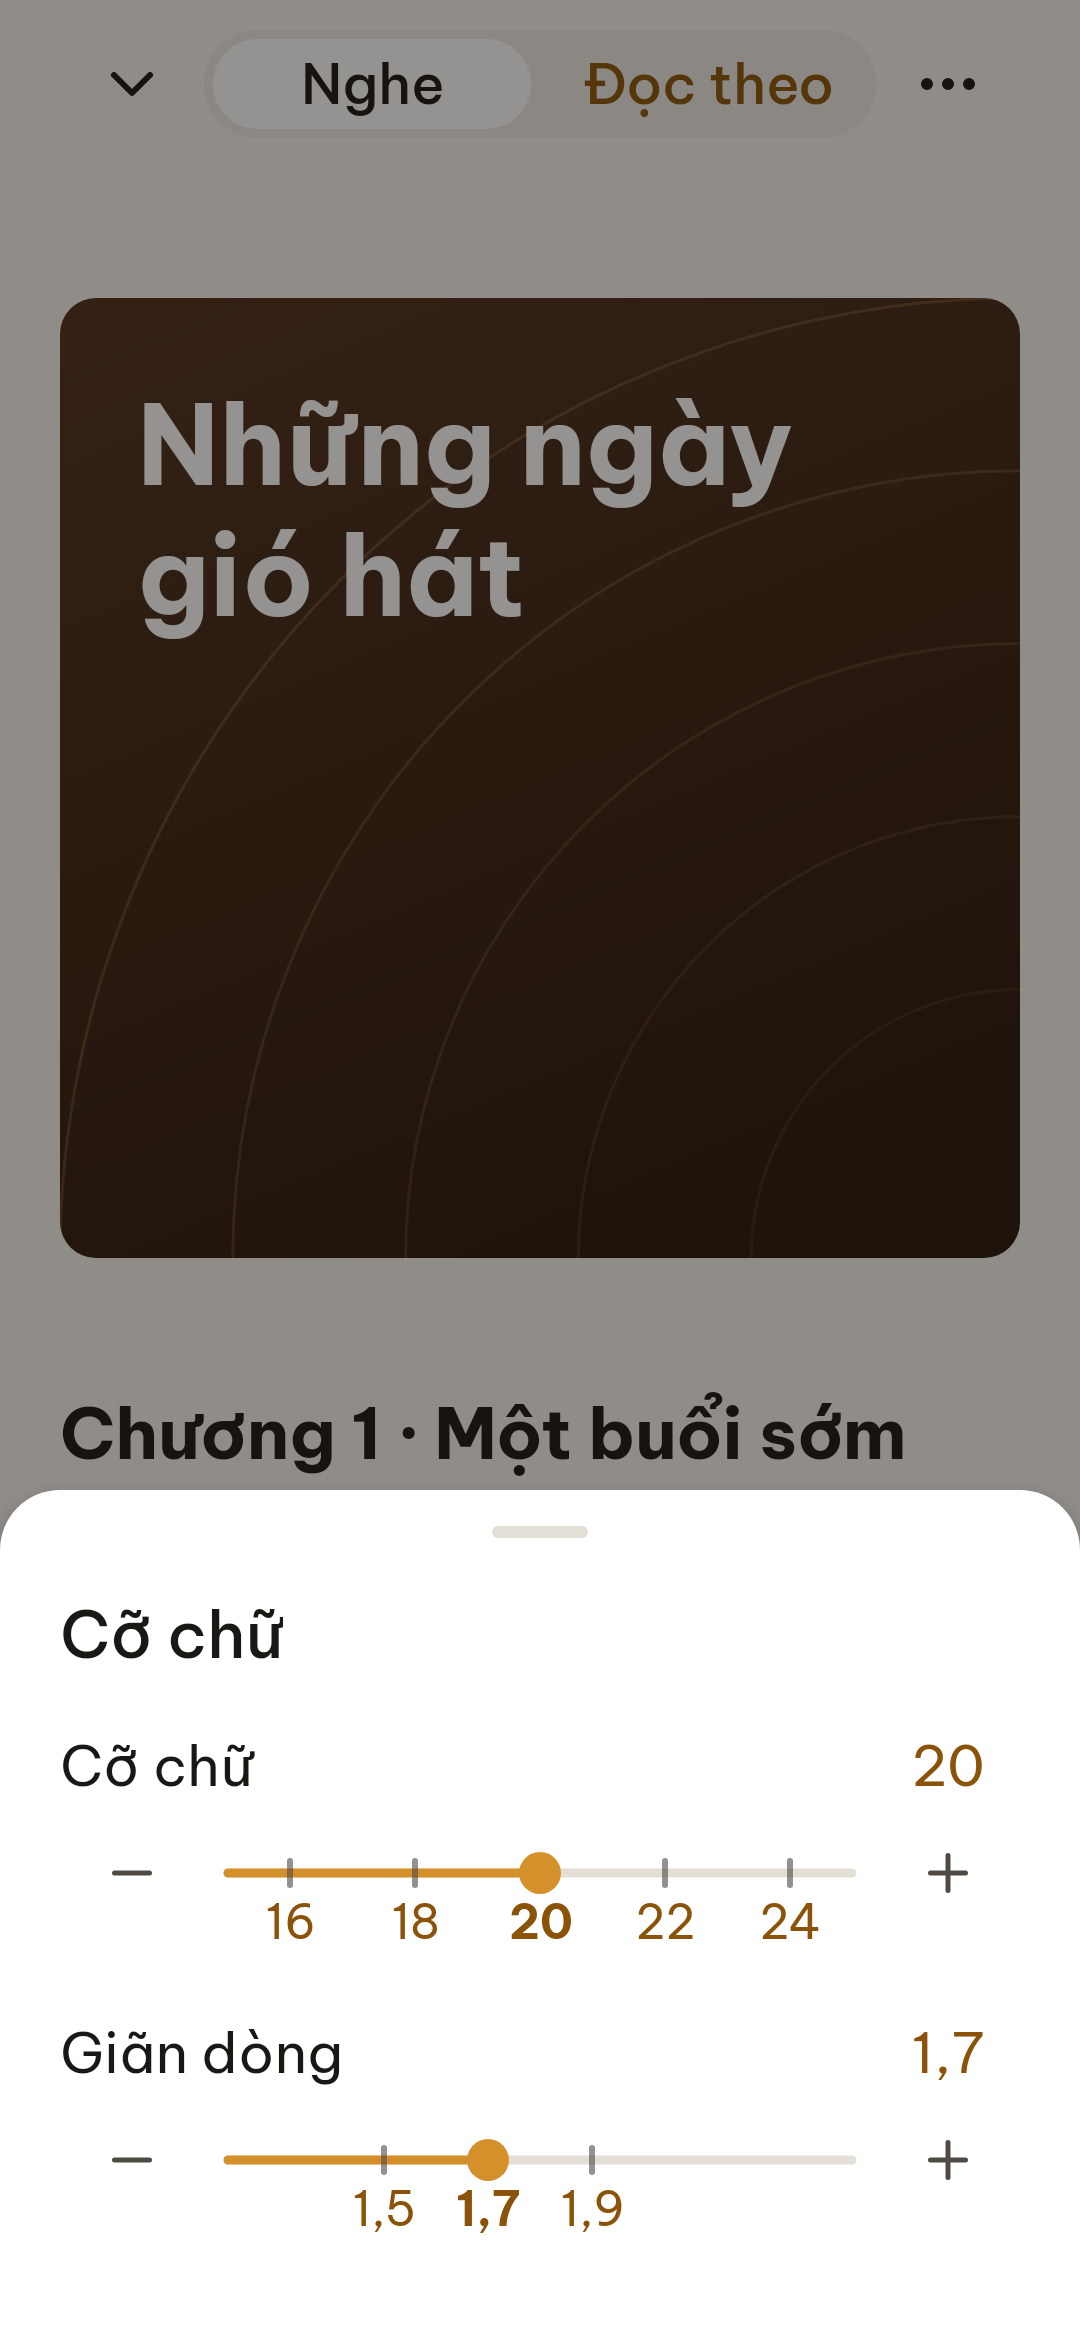 Nghe Đọc theo
Những ngày
gió hát
Chương 1 · Một buổi sớm
Cỡ chữ
Cỡ chữ 20
16 18 20 22 24
Giãn dòng 1,7
1,5 1,7 1,9